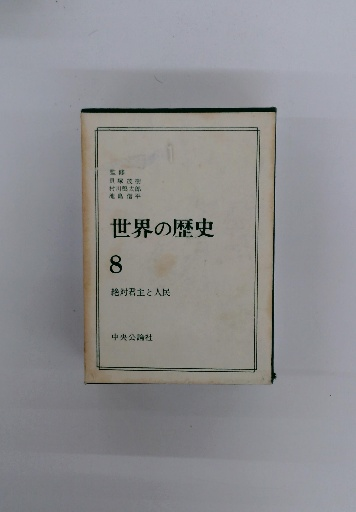 監修
貝塚茂樹
村川堅太郎
池島信平
世界の歴史
8
絶対君主と人民
中央公論社